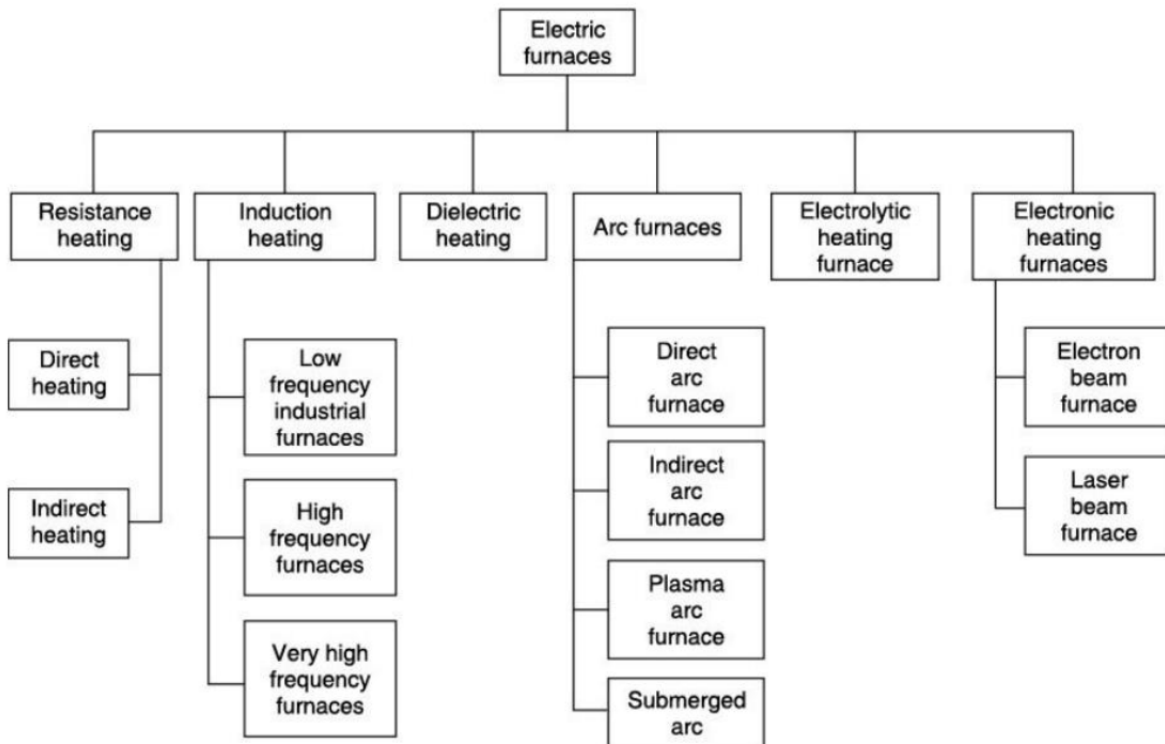 Electric
furnaces
Resistance
heating
Induction
heating
Dielectric
heating
Arc furnaces
Electrolytic
heating
furnace
Electronic
heating
furnaces
Direct
heating
Indirect
heating
Low
frequency
industrial
furnaces
High
frequency
furnaces
Very high
frequency
furnaces
Direct
arc
furnace
Indirect
arc
furnace
Plasma
arc
furnace
Submerged
arc
Electron
beam
furnace
Laser
beam
furnace